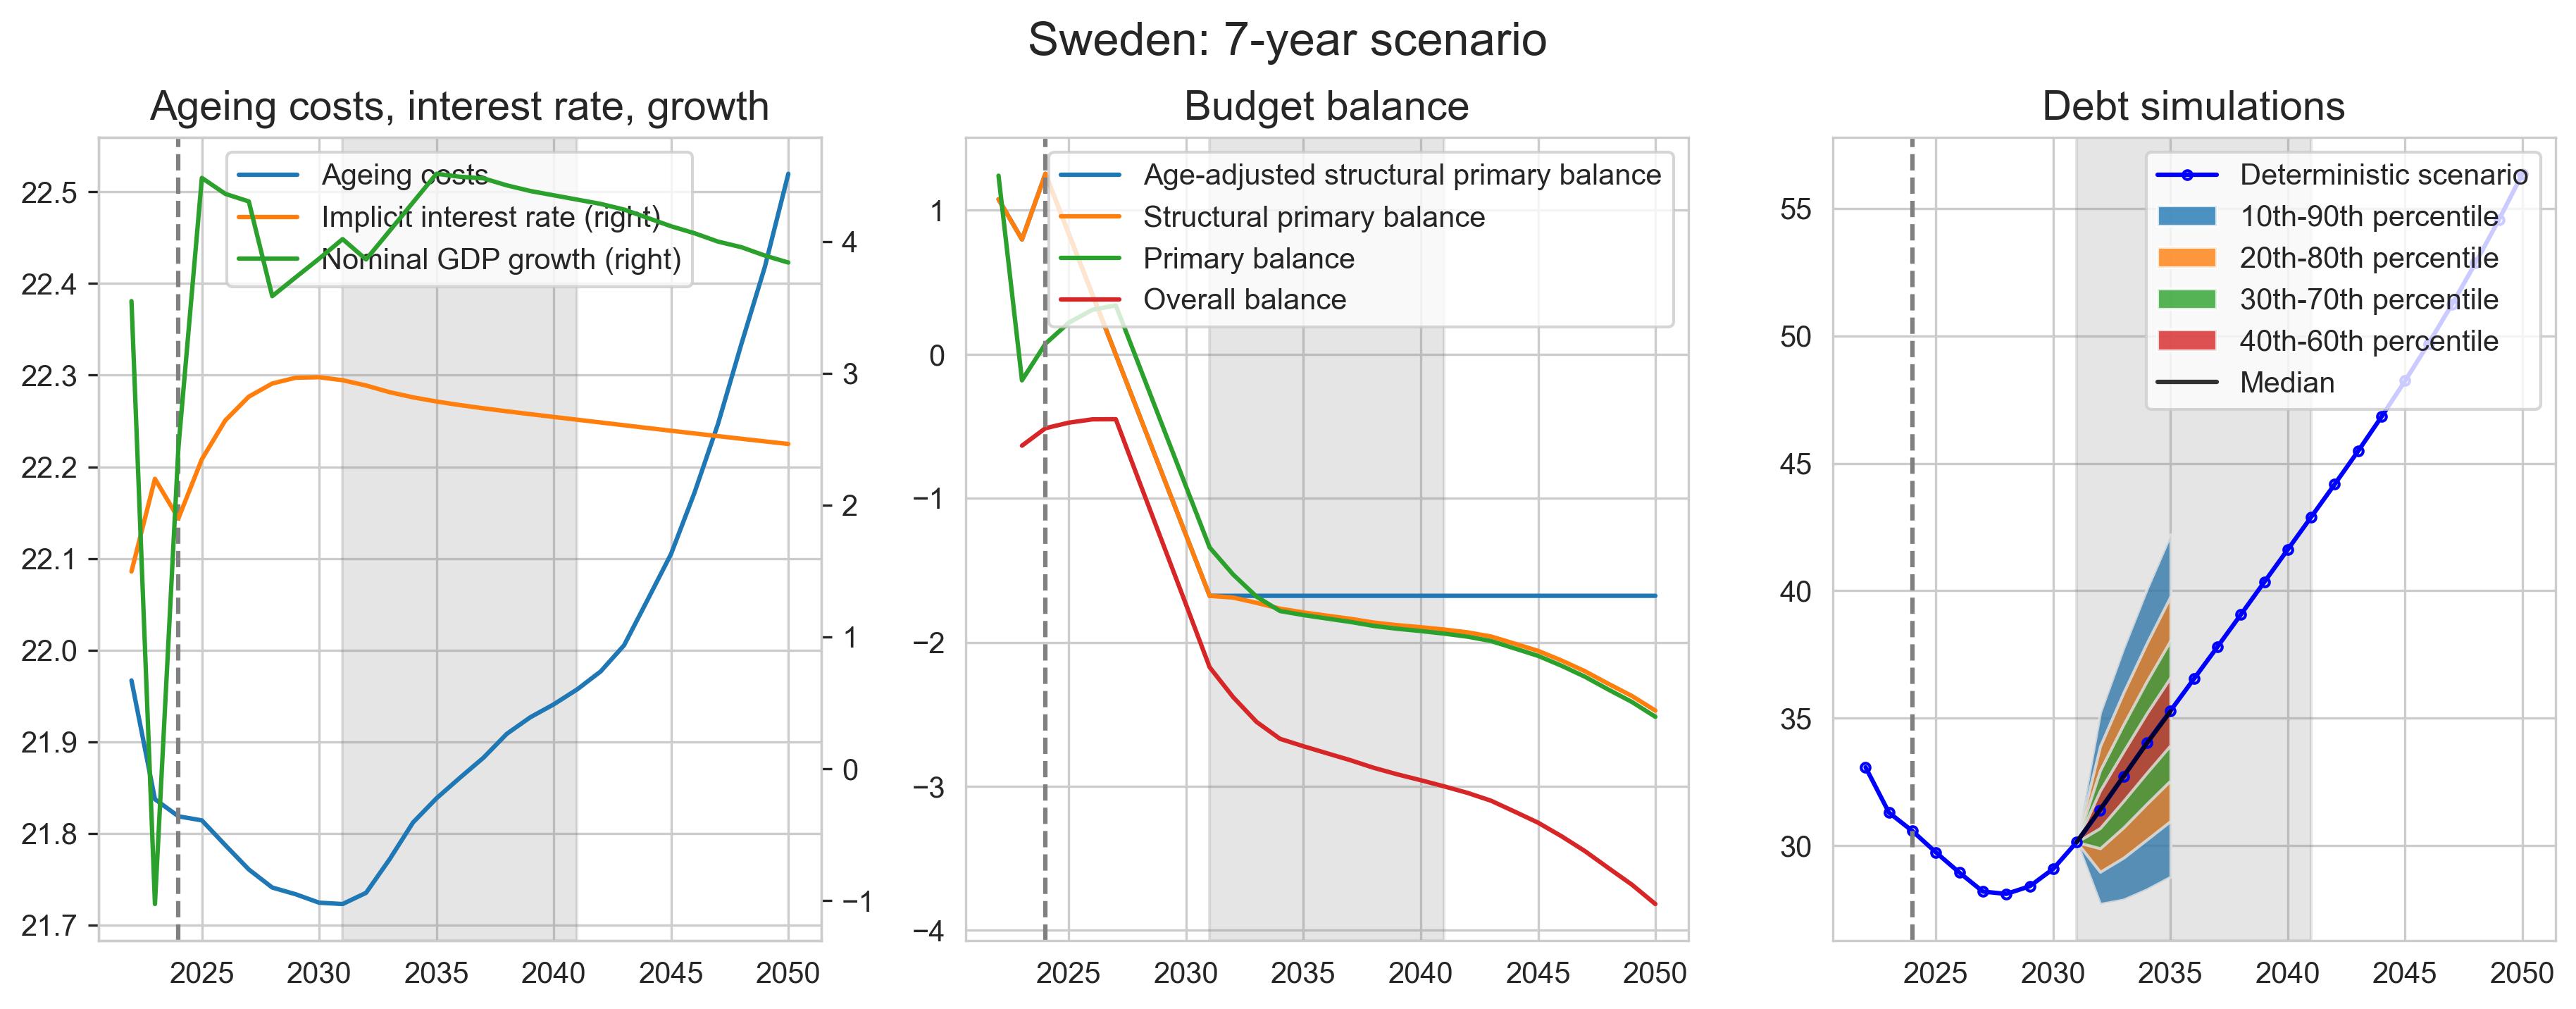 Sweden: 7-year scenario
Ageing costs, interest rate, growth
Ageing costs
Implicit interest rate (right)
Nominal GDP growth (right)
22.5
22.4
22.3
22.2
22.1
22.0
21.9
21.8
21.7
4
3
2
1
0
−1
2025 2030 2035 2040 2045 2050
Budget balance
Age-adjusted structural primary balance
Structural primary balance
Primary balance
Overall balance
1
0
−1
−2
−3
−4
2025 2030 2035 2040 2045 2050
Debt simulations
Deterministic scenario
10th-90th percentile
20th-80th percentile
30th-70th percentile
40th-60th percentile
Median
55
50
45
40
35
30
2025 2030 2035 2040 2045 2050